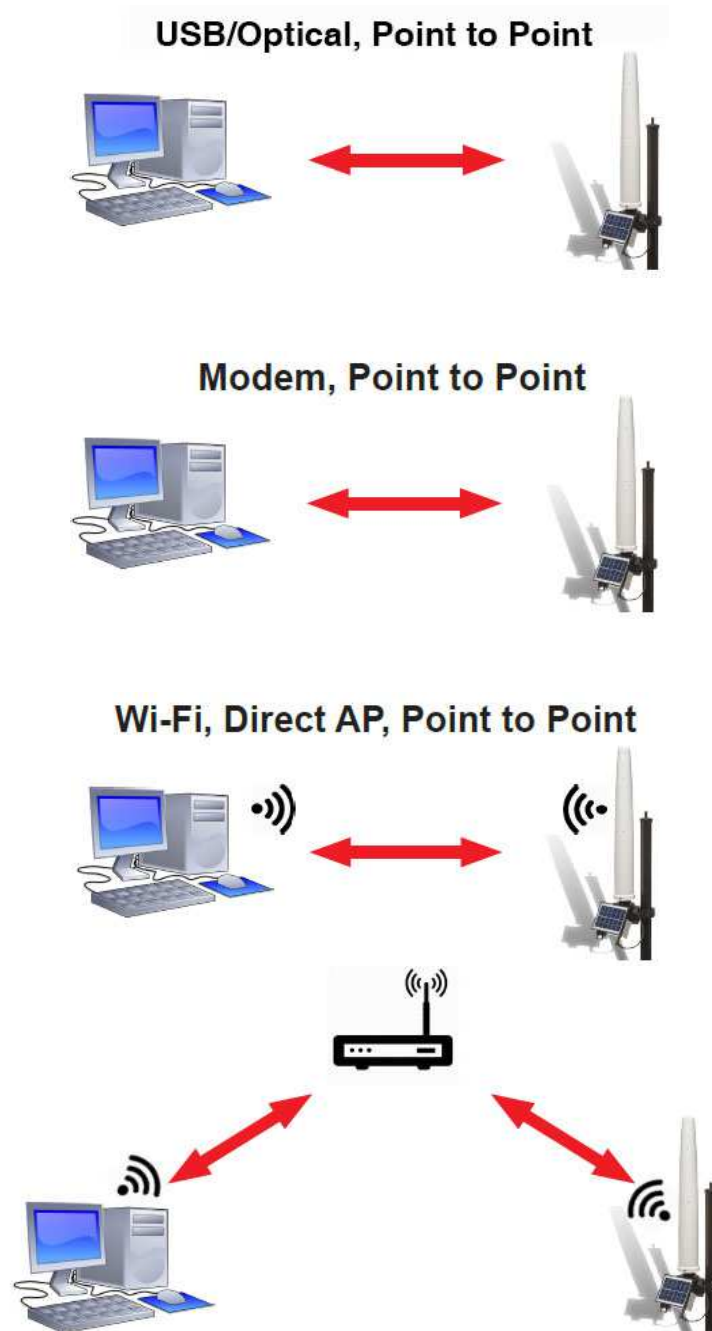 USB/Optical, Point to Point
Modem, Point to Point
Wi-Fi, Direct AP, Point to Point